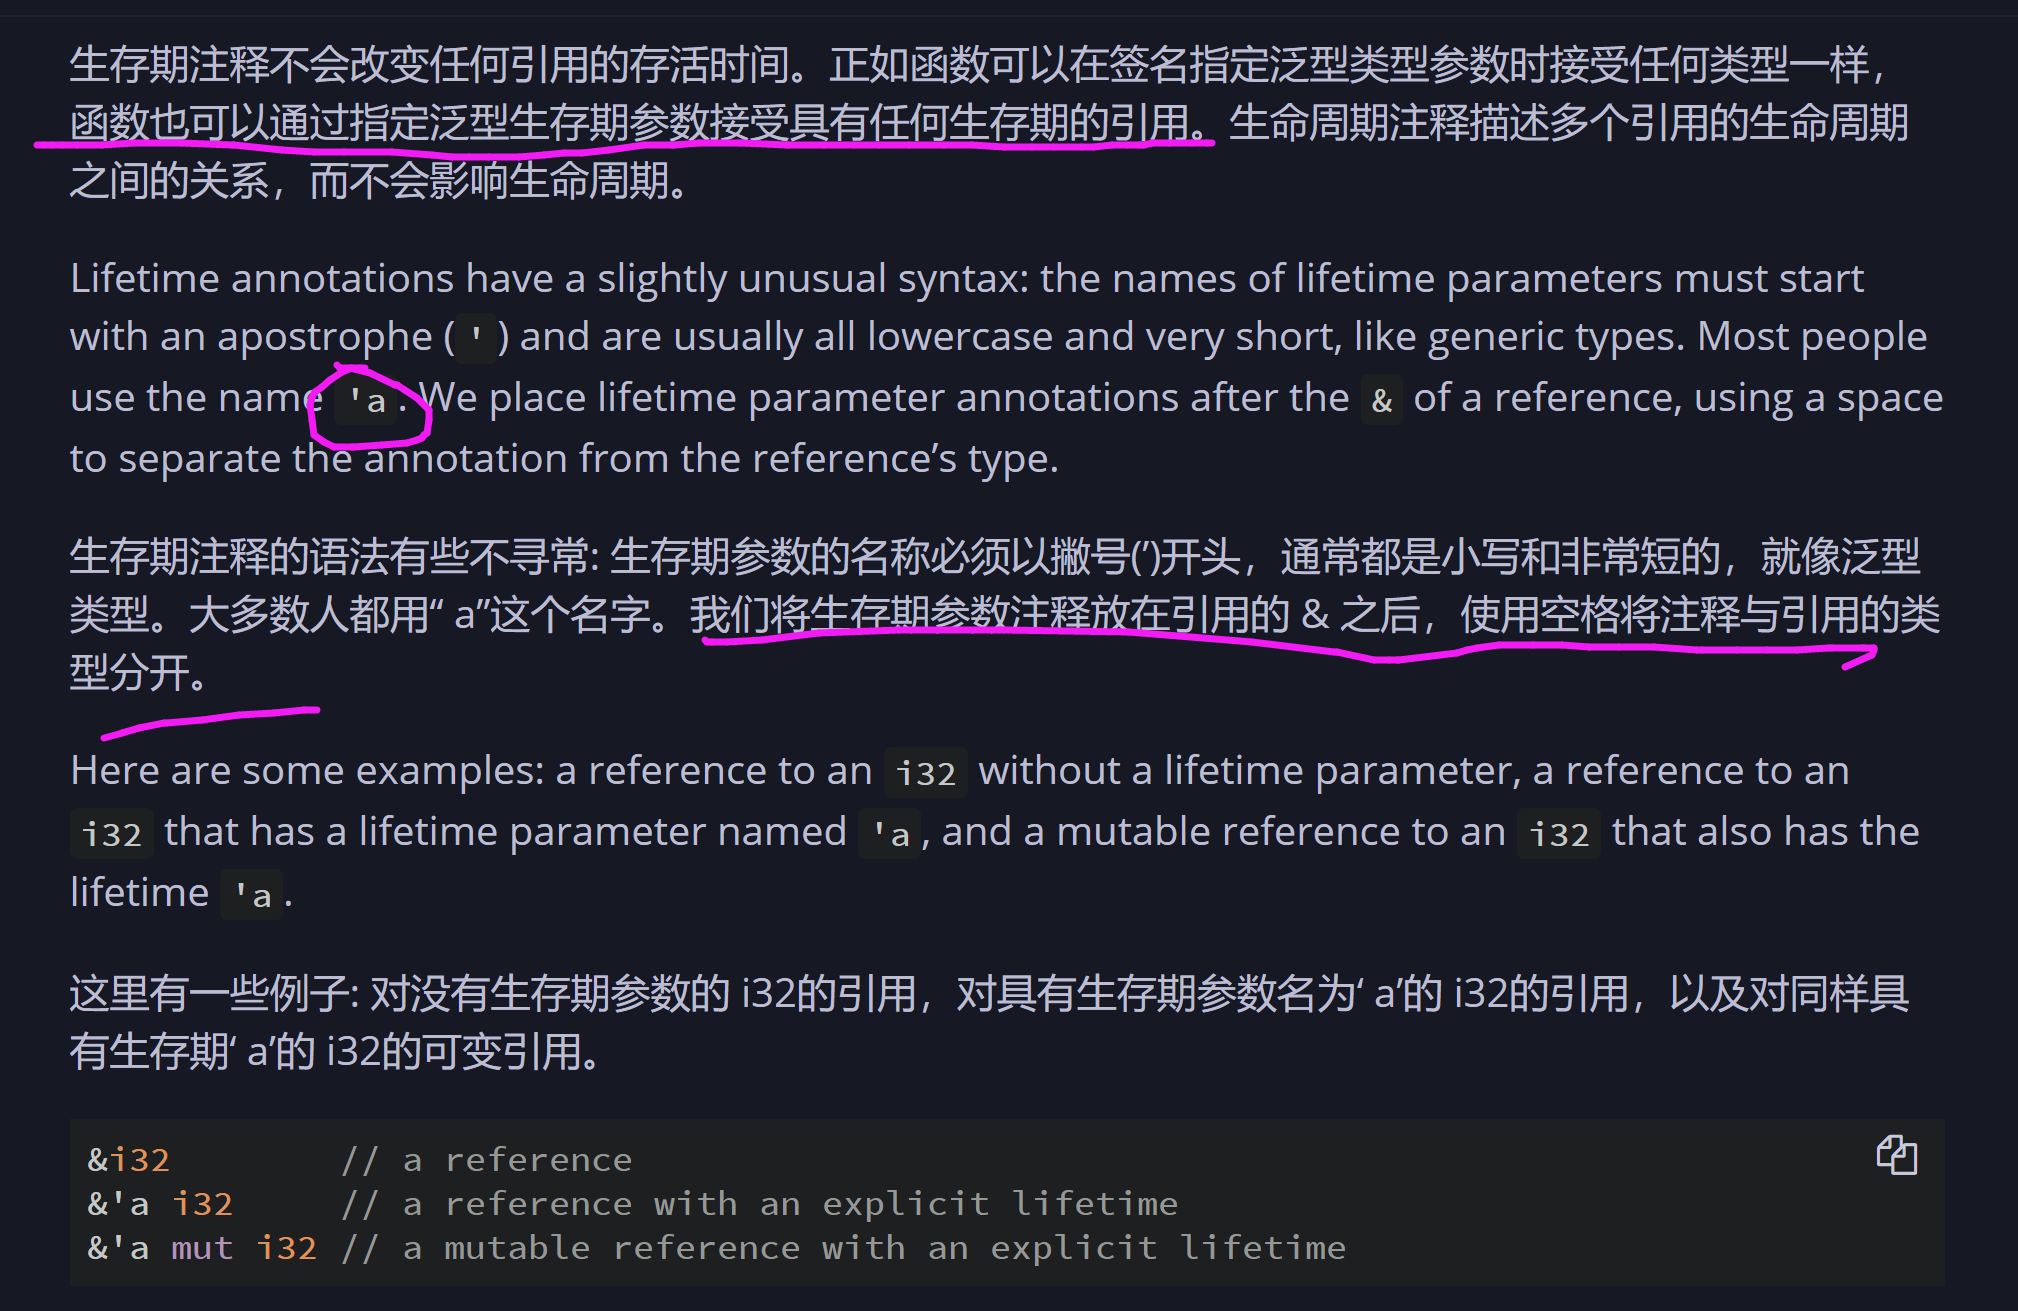 生存期注释不会改变任何引用的存活时间。正如函数可以在签名指定泛型类型参数时接受任何类型一样，
函数也可以通过指定泛型生存期参数接受具有任何生存期的引用。生命周期注释描述多个引用的生命周期
之间的关系，而不会影响生命周期。
Lifetime annotations have a slightly unusual syntax: the names of lifetime parameters must start
with an apostrophe (') and are usually all lowercase and very short, like generic types. Most people
use the name 'a. We place lifetime parameter annotations after the & of a reference, using a space
to separate the annotation from the reference’s type.
生存期注释的语法有些不寻常: 生存期参数的名称必须以撇号(’)开头，通常都是小写和非常短的，就像泛型
类型。大多数人都用“ a”这个名字。我们将生存期参数注释放在引用的 & 之后，使用空格将注释与引用的类
型分开。
Here are some examples: a reference to an i32 without a lifetime parameter, a reference to an
i32 that has a lifetime parameter named 'a, and a mutable reference to an i32 that also has the
lifetime 'a.
这里有一些例子: 对没有生存期参数的 i32的引用，对具有生存期参数名为‘ a’的 i32的引用，以及对同样具
有生存期‘ a’的 i32的可变引用。
&i32        // a reference
&'a i32     // a reference with an explicit lifetime
&'a mut i32 // a mutable reference with an explicit lifetime